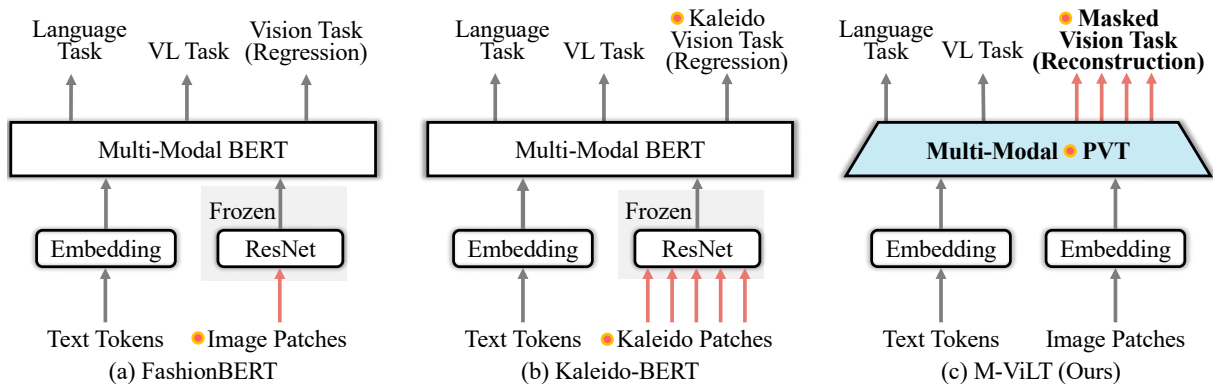 Language
Task
VL Task
Vision Task
(Regression)
Multi-Modal BERT
Frozen
Embedding
ResNet
Text Tokens
Image Patches
(a) FashionBERT
Language
Task
VL Task
Kaleido
Vision Task
(Regression)
Multi-Modal BERT
Frozen
Embedding
ResNet
Text Tokens
Kaleido Patches
(b) Kaleido-BERT
Language
Task
VL Task
Masked
Vision Task
(Reconstruction)
Multi-Modal PVT
Embedding
Embedding
Text Tokens
Image Patches
(c) M-ViLT (Ours)